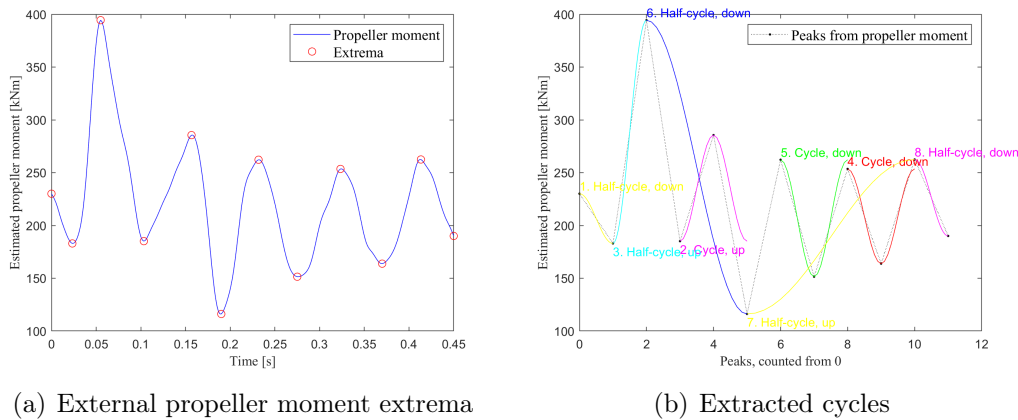 400
350
300
250
200
150
100
Estimated propeller moment [kNm]
Propeller moment
Extrema
0 0.05 0.1 0.15 0.2 0.25 0.3 0.35 0.4 0.45
Time [s]
(a) External propeller moment extrema
400
350
300
250
200
150
100
Estimated propeller moment [kNm]
6. Half-cycle, down
Peaks from propeller moment
5. Cycle, down
8. Half-cycle, down
4. Cycle, down
1. Half-cycle, down
3. Half-cycle, up
2. Cycle, up
7. Half-cycle, up
0 2 4 6 8 10 12
Peaks, counted from 0
(b) Extracted cycles